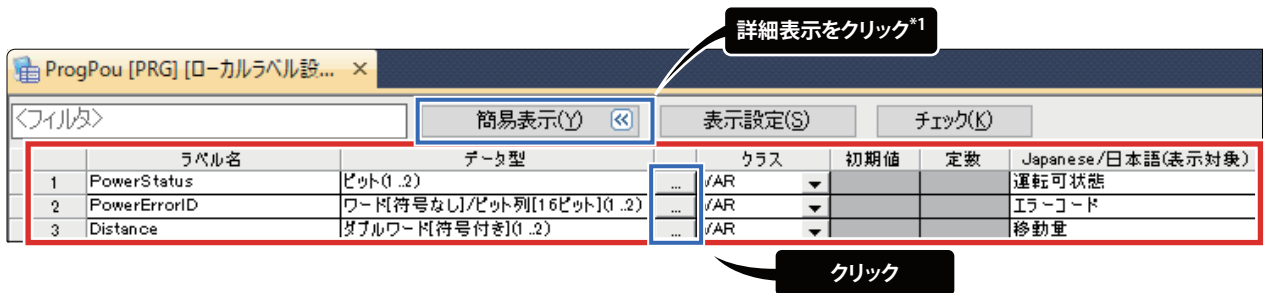 詳細表示をクリック*1
ProgPou [PRG] [ローカルラベル設... ×
<フィルタ> 簡易表示(Y) 表示設定(S) チェック(K)
ラベル名 データ型 クラス 初期値 定数 Japanese/日本語(表示対象)
1 PowerStatus ビット(1..2) ... VAR 運転可状態
2 PowerErrorID ワード[符号なし]/ビット列[16ビット](1..2) ... VAR エラーコード
3 Distance ダブルワード[符号付き](1..2) ... VAR 移動量
クリック